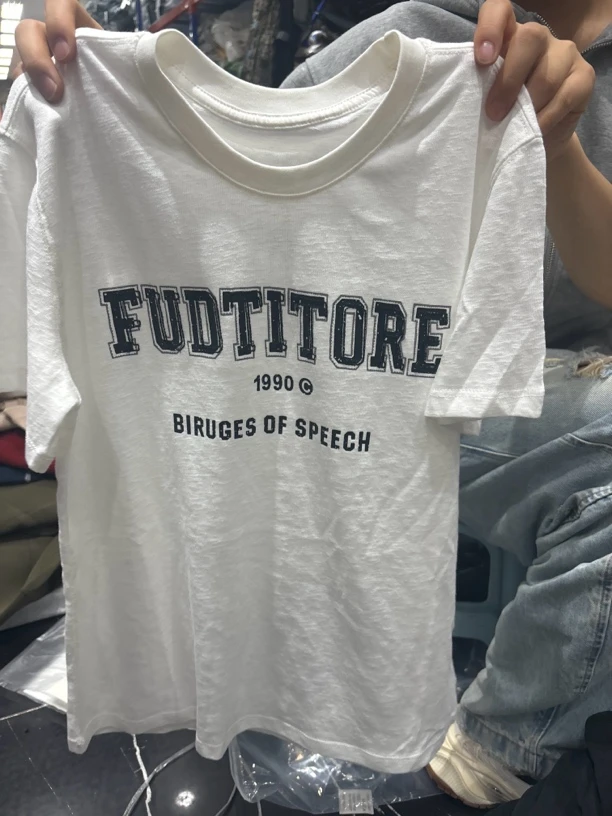 FUDTITORE
1990 ©
BIRUGES OF SPEECH